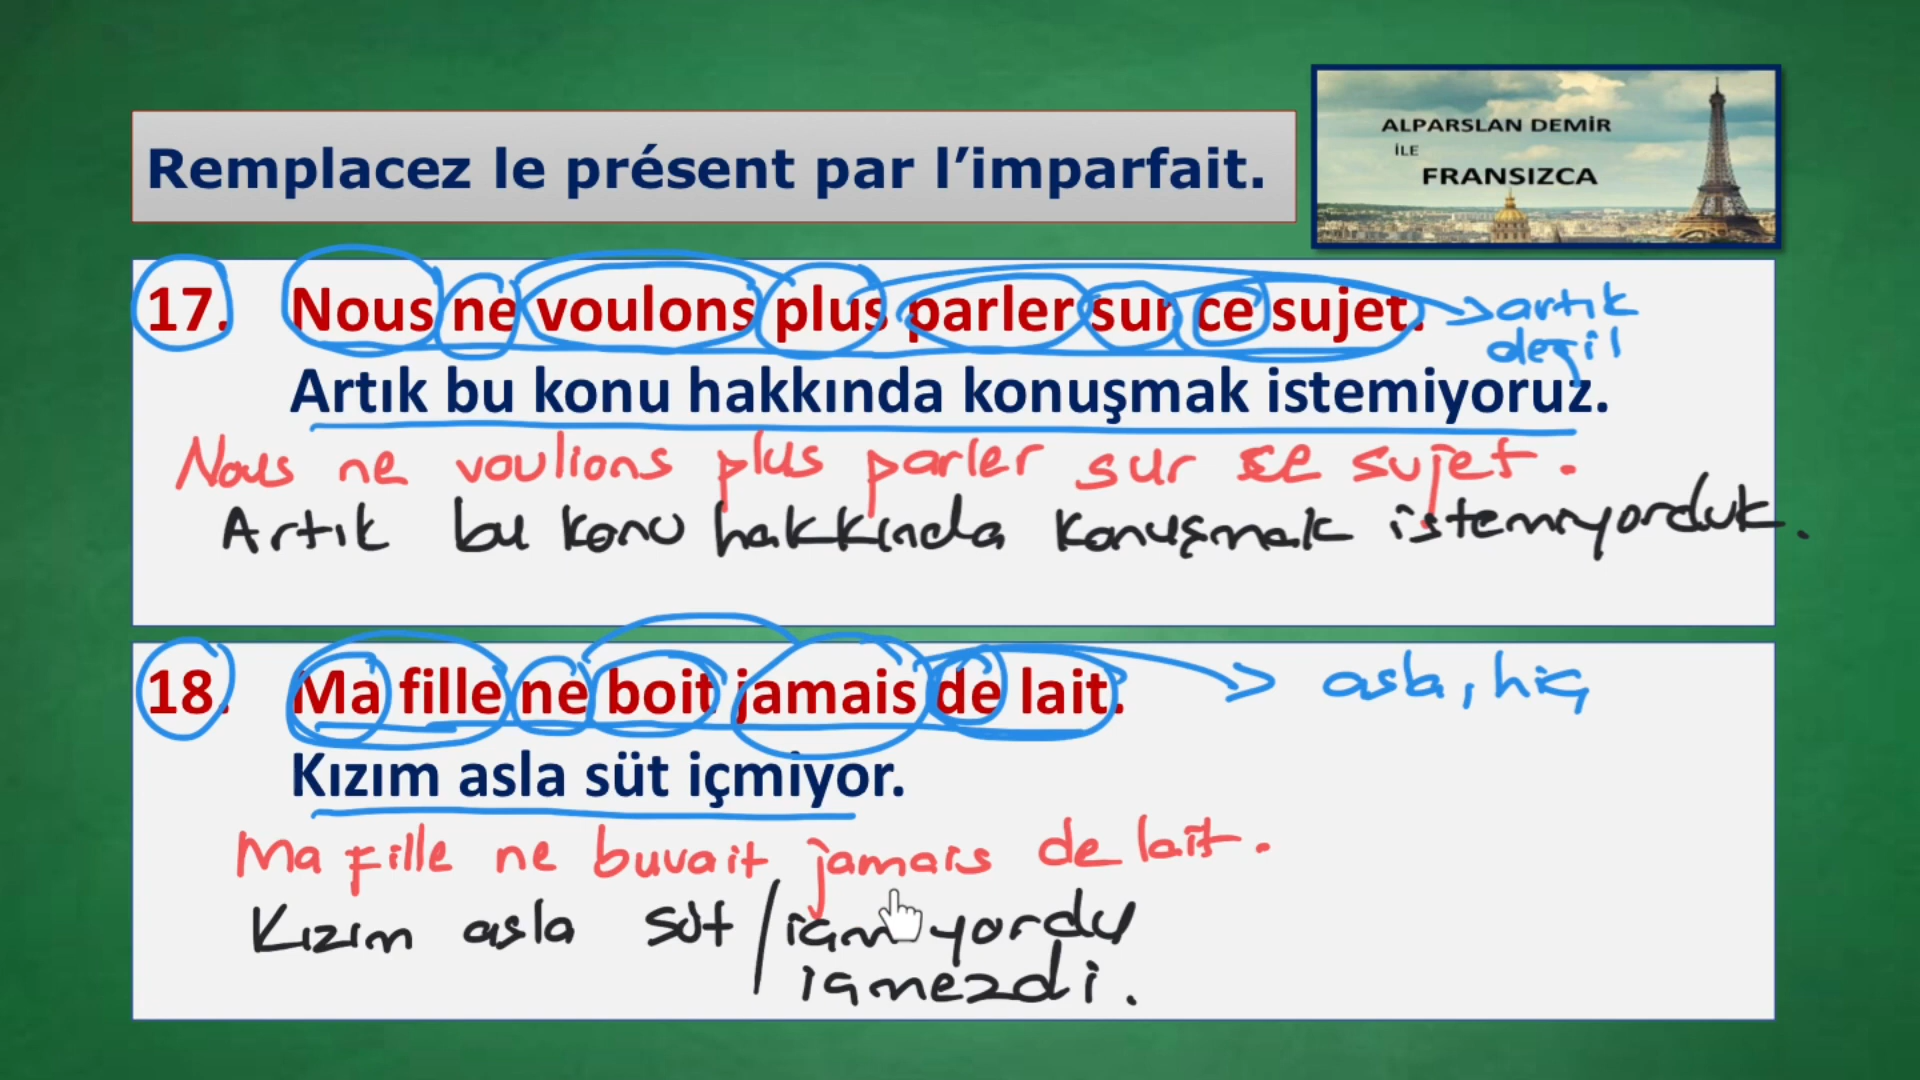 Remplacez le présent par l’imparfait.
ALPARSLAN DEMİR
İLE
FRANSIZCA
17. Nous ne voulons plus parler sur ce sujet.
artık
değil
Artık bu konu hakkında konuşmak istemiyoruz.
Nous ne voulions plus parler sur ce sujet.
Artık bu konu hakkında konuşmak istemiyorduk.
18. Ma fille ne boit jamais de lait.
asla, hiç
Kızım asla süt içmiyor.
Ma fille ne buvait jamais de lait.
Kızım asla süt / içmiyordu
içmezdi.